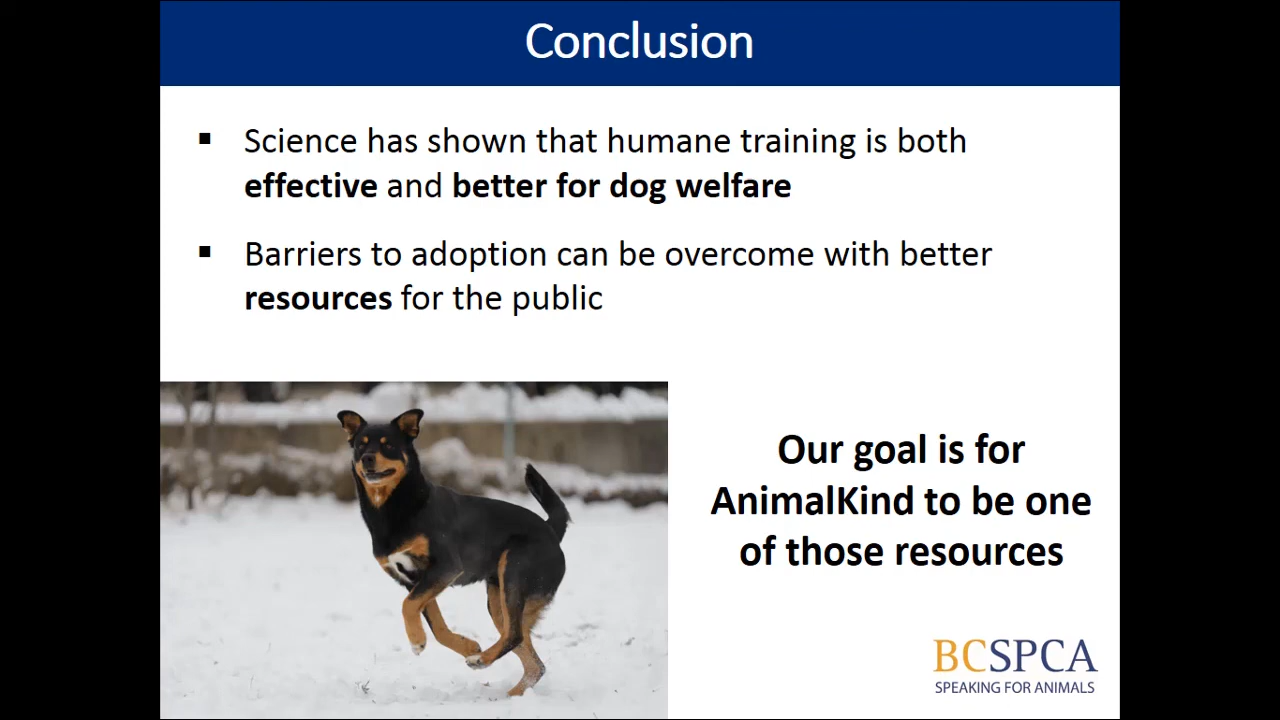 Conclusion
▪ Science has shown that humane training is both
effective and better for dog welfare
▪ Barriers to adoption can be overcome with better
resources for the public
Our goal is for
AnimalKind to be one
of those resources
BCSPCA
SPEAKING FOR ANIMALS